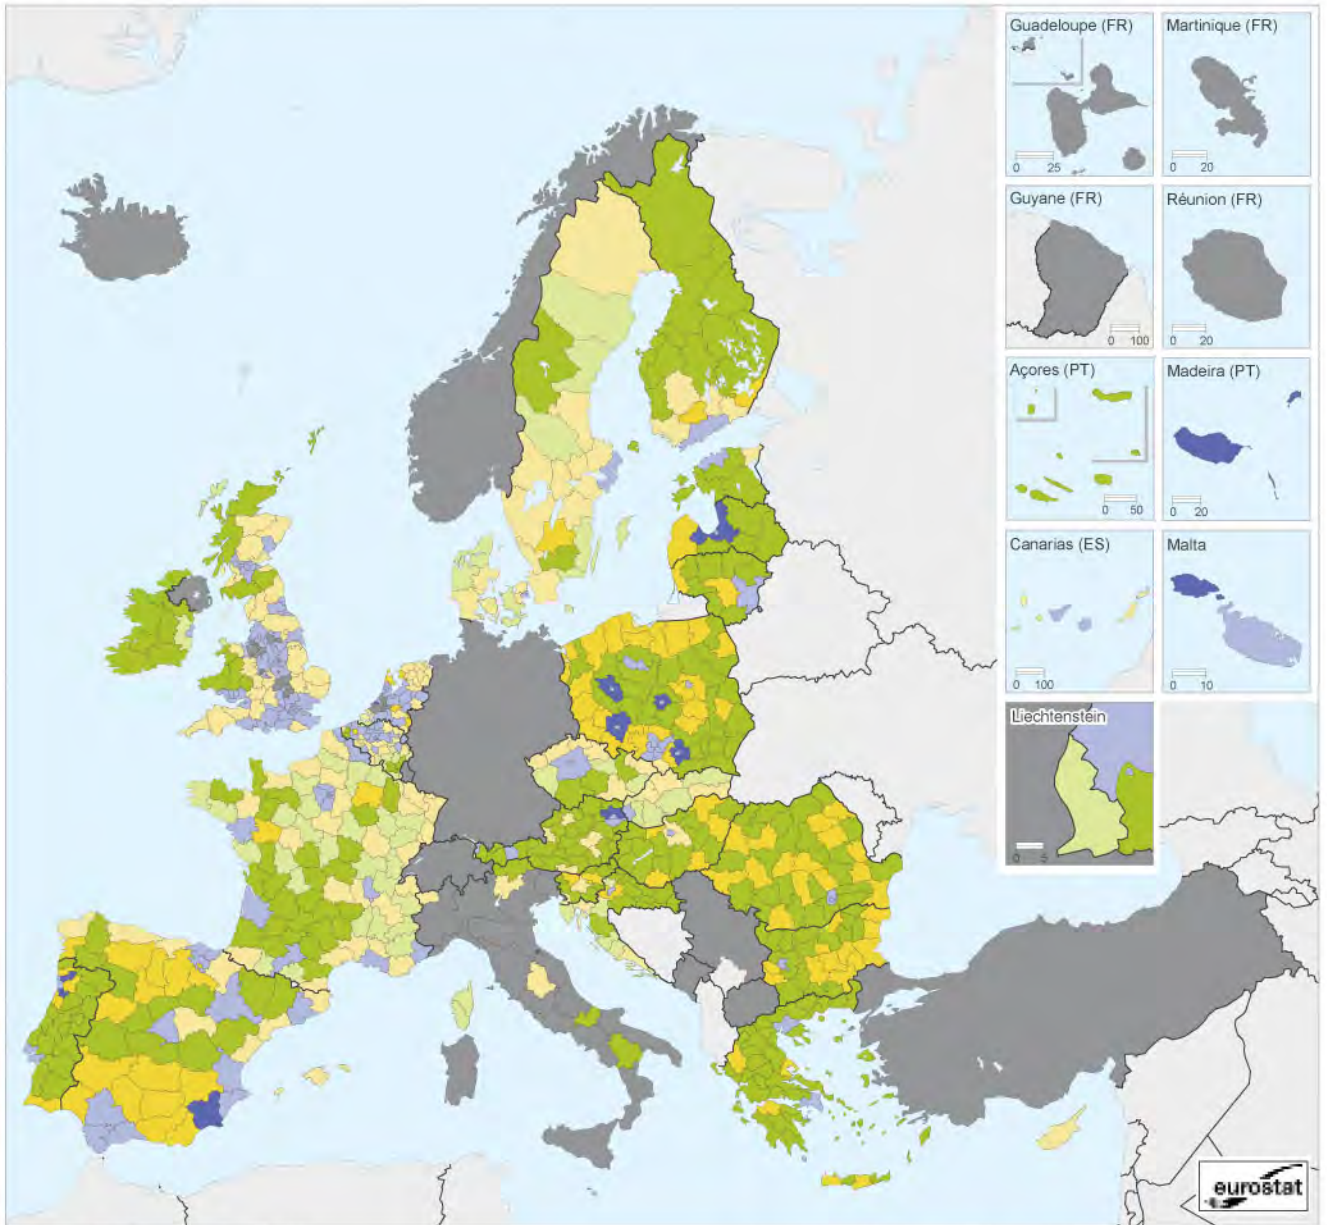 Guadeloupe (FR)
0 25
Martinique (FR)
0 20
Guyane (FR)
0 100
Réunion (FR)
0 20
Açores (PT)
0 50
Madeira (PT)
0 20
Canarias (ES)
0 100
Malta
0 10
Liechtenstein
0 5
eurostat